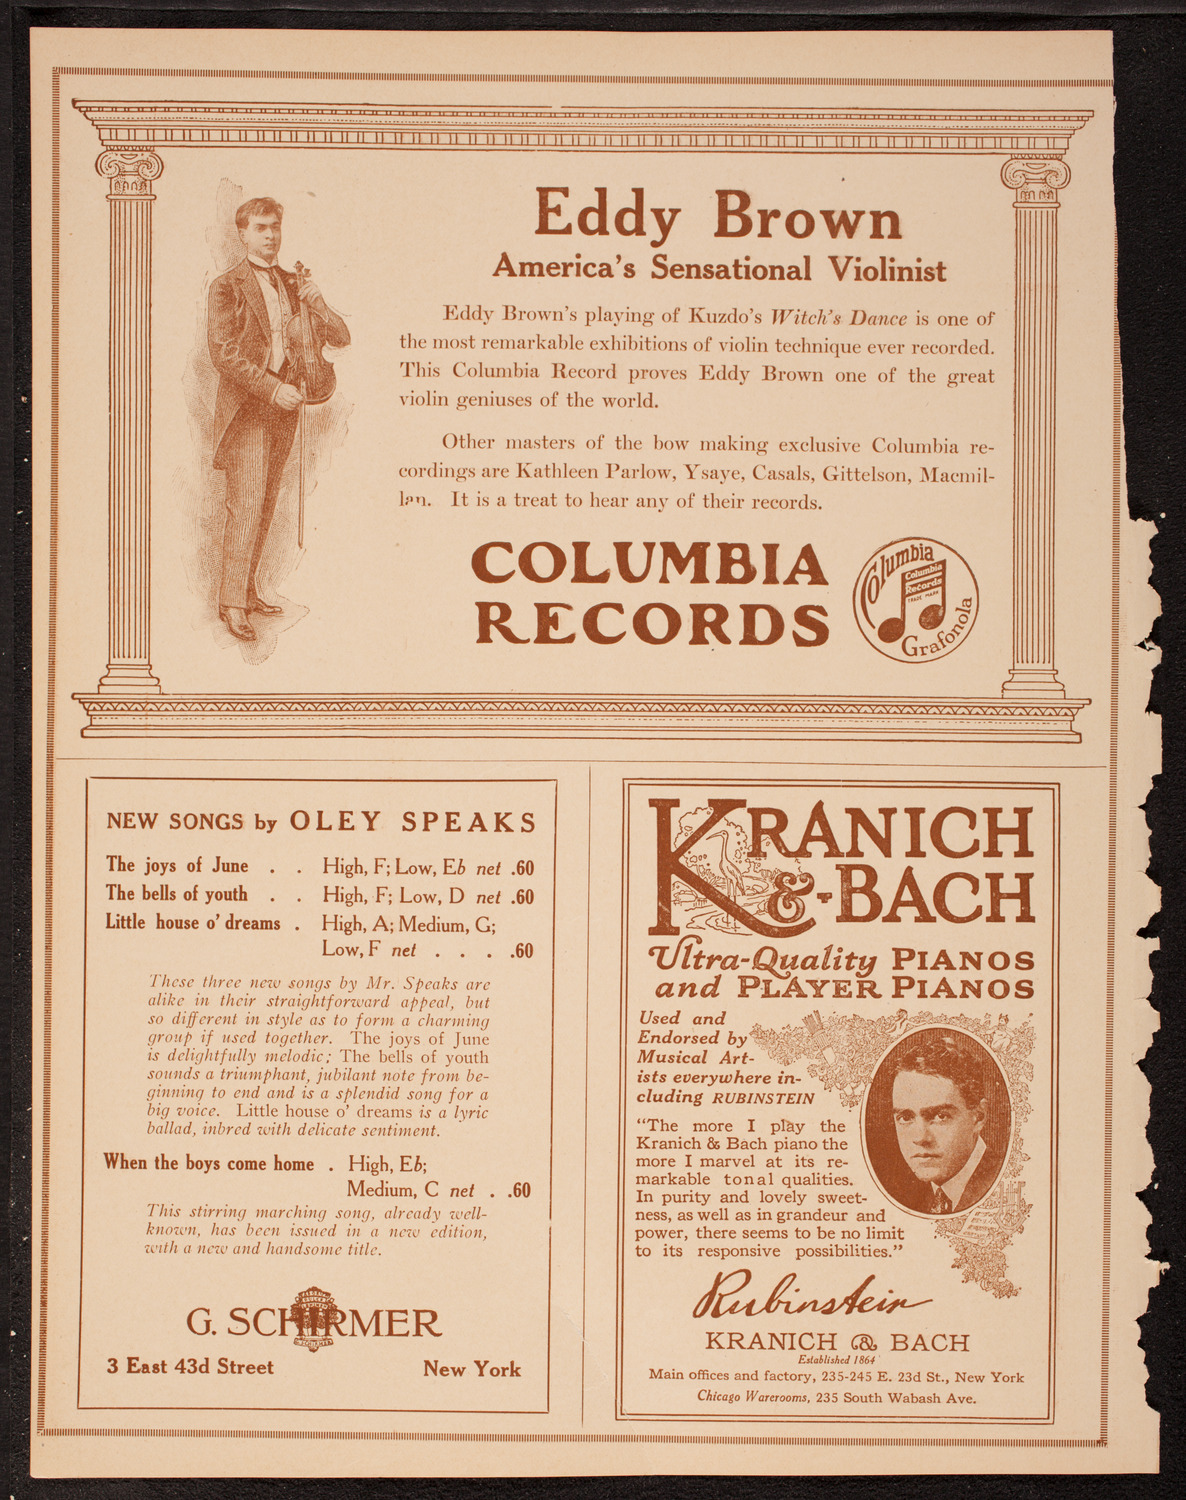 Eddy Brown
America's Sensational Violinist
Eddy Brown's playing of Kuzdo's Witch's Dance is one of
the most remarkable exhibitions of violin technique ever recorded.
This Columbia Record proves Eddy Brown one of the great
violin geniuses of the world.
Other masters of the bow making exclusive Columbia re-
cordings are Kathleen Parlow, Ysaye, Casals, Gittelson, Macmil-
lan. It is a treat to hear any of their records.
COLUMBIA
RECORDS
Columbia
Columbia
Records
TRADE MARK
Grafonola
NEW SONGS by OLEY SPEAKS
The joys of June . . High, F; Low, Eb net .60
The bells of youth . . High, F; Low, D net .60
Little house o' dreams . High, A; Medium, G;
Low, F net . . . .60
These three new songs by Mr. Speaks are
alike in their straightforward appeal, but
so different in style as to form a charming
group if used together. The joys of June
is delightfully melodic; The bells of youth
sounds a triumphant, jubilant note from be-
ginning to end and is a splendid song for a
big voice. Little house o' dreams is a lyric
ballad, inbred with delicate sentiment.
When the boys come home . High, Eb;
Medium, C net . .60
This stirring marching song, already well-
known, has been issued in a new edition,
with a new and handsome title.
G. SCHIRMER
3 East 43d Street New York
KRANICH
& BACH
Ultra-Quality PIANOS
and PLAYER PIANOS
Used and
Endorsed by
Musical Art-
ists everywhere in-
cluding RUBINSTEIN
"The more I play the
Kranich & Bach piano the
more I marvel at its re-
markable tonal qualities.
In purity and lovely sweet-
ness, as well as in grandeur and
power, there seems to be no limit
to its responsive possibilities."
Rubinstein
KRANICH & BACH
Established 1864
Main offices and factory, 235-245 E. 23d St., New York
Chicago Warerooms, 235 South Wabash Ave.